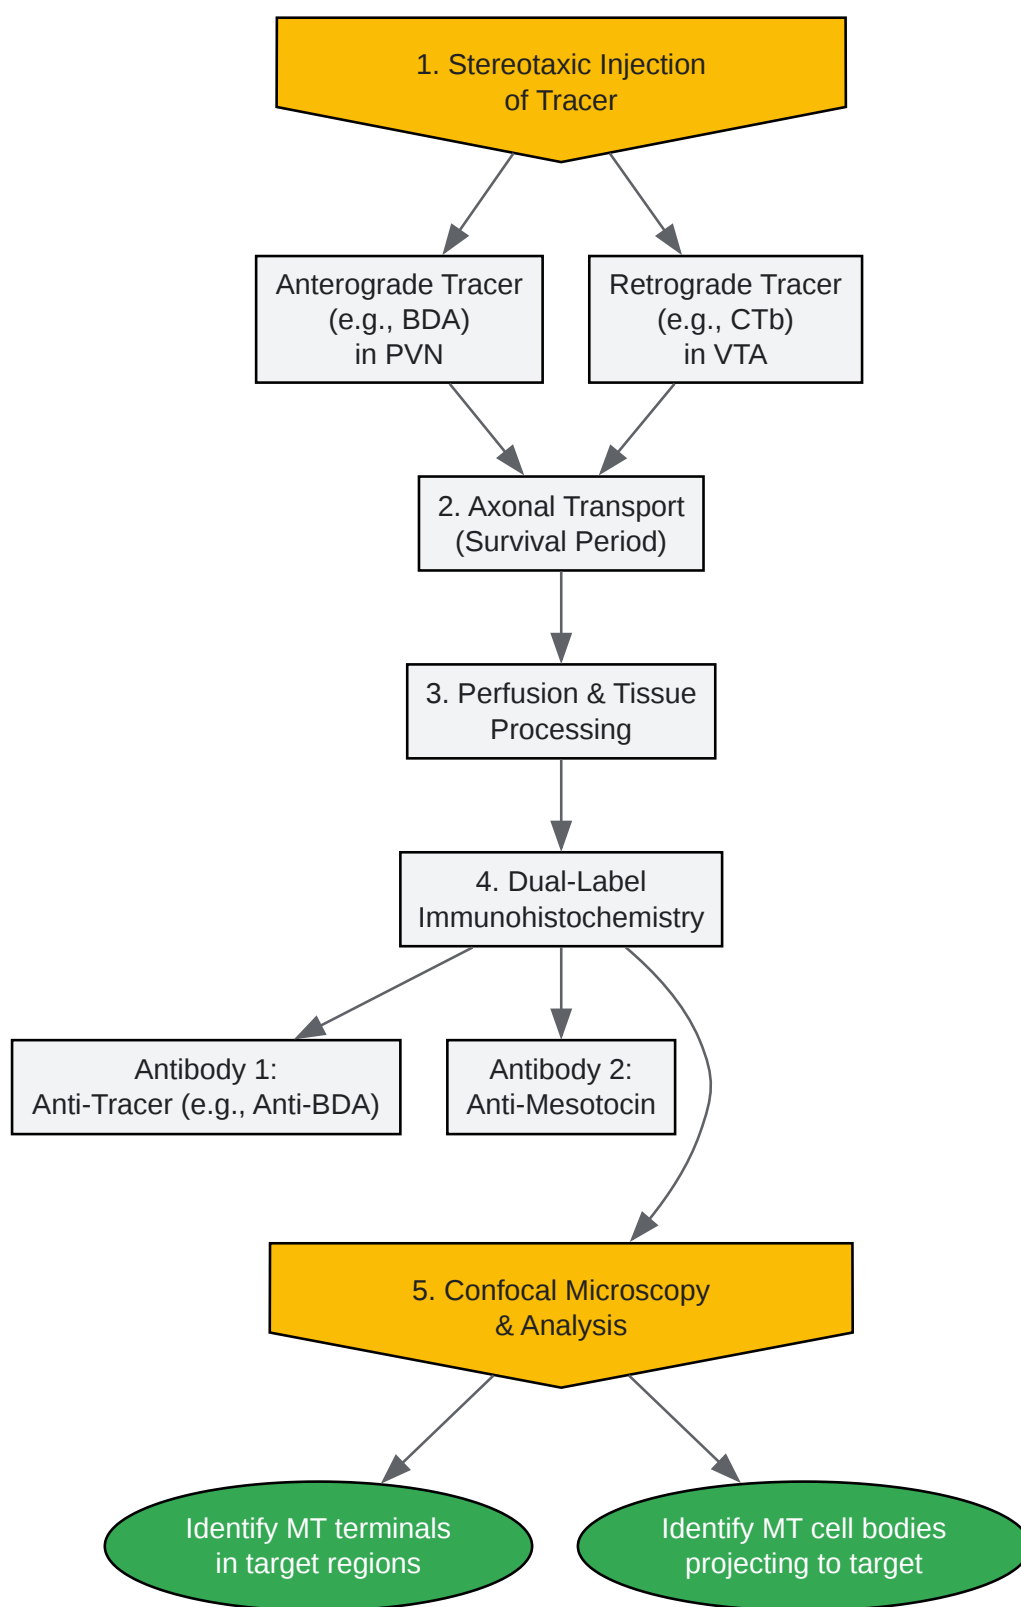 1. Stereotaxic Injection
of Tracer
Anterograde Tracer
(e.g., BDA)
in PVN
Retrograde Tracer
(e.g., CTb)
in VTA
2. Axonal Transport
(Survival Period)
3. Perfusion & Tissue
Processing
4. Dual-Label
Immunohistochemistry
Antibody 1:
Anti-Tracer (e.g., Anti-BDA)
Antibody 2:
Anti-Mesotocin
5. Confocal Microscopy
& Analysis
Identify MT terminals
in target regions
Identify MT cell bodies
projecting to target